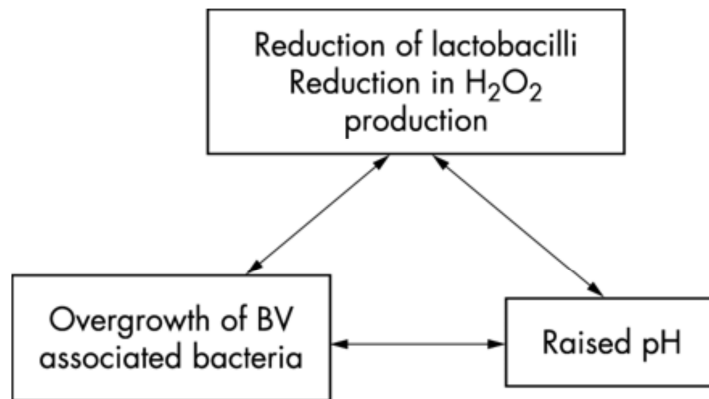 Reduction of lactobacilli
Reduction in H₂O₂
production
Overgrowth of BV
associated bacteria
Raised pH